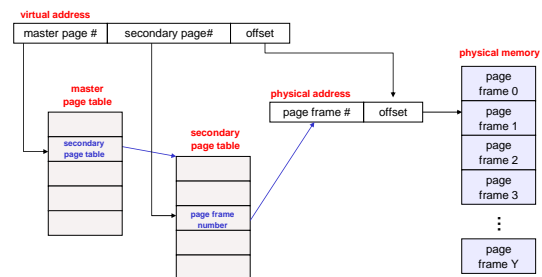 virtual address
master page #
secondary page#
offset
physical memory
master
page table
physical address
page
frame 0
page frame #
offset
page
frame 1
secondary
page table
secondary
page table
page
frame 2
page
frame 3
page frame
number
page
frame Y